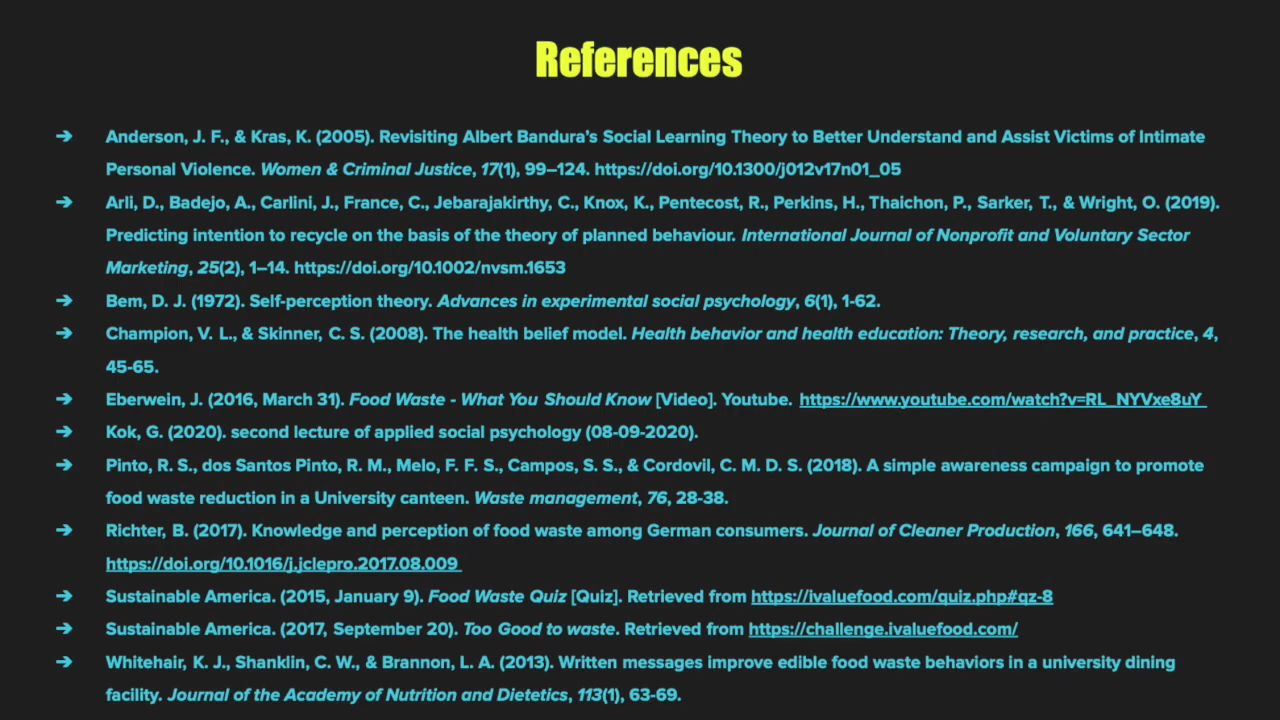 References
➔ Anderson, J. F., & Kras, K. (2005). Revisiting Albert Bandura's Social Learning Theory to Better Understand and Assist Victims of Intimate
Personal Violence. Women & Criminal Justice, 17(1), 99–124. https://doi.org/10.1300/j012v17n01_05
➔ Arli, D., Badejo, A., Carlini, J., France, C., Jebarajakirthy, C., Knox, K., Pentecost, R., Perkins, H., Thaichon, P., Sarker, T., & Wright, O. (2019).
Predicting intention to recycle on the basis of the theory of planned behaviour. International Journal of Nonprofit and Voluntary Sector
Marketing, 25(2), 1–14. https://doi.org/10.1002/nvsm.1653
➔ Bem, D. J. (1972). Self-perception theory. Advances in experimental social psychology, 6(1), 1-62.
➔ Champion, V. L., & Skinner, C. S. (2008). The health belief model. Health behavior and health education: Theory, research, and practice, 4,
45-65.
➔ Eberwein, J. (2016, March 31). Food Waste - What You Should Know [Video]. Youtube. https://www.youtube.com/watch?v=RL_NYVxe8uY
➔ Kok, G. (2020). second lecture of applied social psychology (08-09-2020).
➔ Pinto, R. S., dos Santos Pinto, R. M., Melo, F. F. S., Campos, S. S., & Cordovil, C. M. D. S. (2018). A simple awareness campaign to promote
food waste reduction in a University canteen. Waste management, 76, 28-38.
➔ Richter, B. (2017). Knowledge and perception of food waste among German consumers. Journal of Cleaner Production, 166, 641–648.
https://doi.org/10.1016/j.jclepro.2017.08.009
➔ Sustainable America. (2015, January 9). Food Waste Quiz [Quiz]. Retrieved from https://ivaluefood.com/quiz.php#qz-8
➔ Sustainable America. (2017, September 20). Too Good to waste. Retrieved from https://challenge.ivaluefood.com/
➔ Whitehair, K. J., Shanklin, C. W., & Brannon, L. A. (2013). Written messages improve edible food waste behaviors in a university dining
facility. Journal of the Academy of Nutrition and Dietetics, 113(1), 63-69.